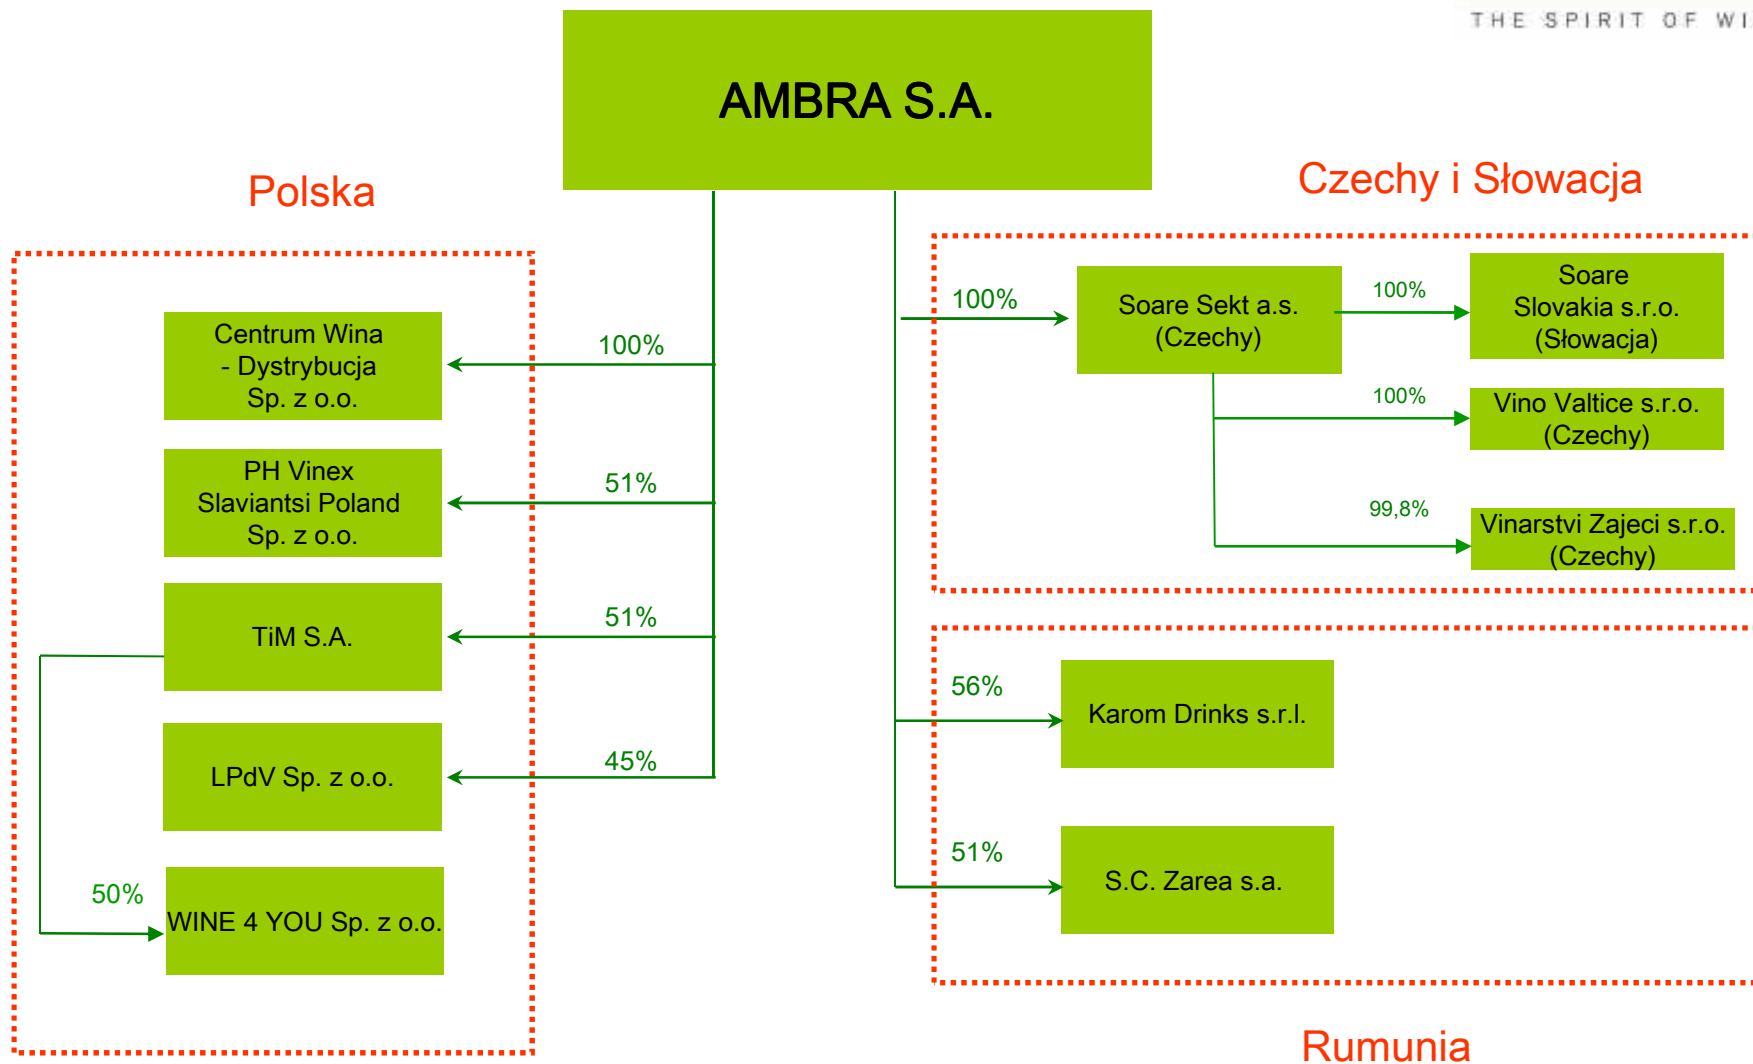 THE SPIRIT OF
AMBRA S.A.
Polska
Czechy i Słowacja
Centrum Wina
- Dystrybucja
Sp. z o.o.
100%
PH Vinex
Slaviantsi Poland
Sp. z o.o.
51%
TiM S.A.
51%
LPdV Sp. z o.o.
45%
50%
WINE 4 YOU Sp. z o.o.
100%
Soare Sekt a.s.
(Czechy)
100%
Soare
Slovakia s.r.o.
(Słowacja)
100%
Vino Valtice s.r.o.
(Czechy)
99,8%
Vinarstvi Zajeci s.r.o.
(Czechy)
56%
Karom Drinks s.r.l.
51%
S.C. Zarea s.a.
Rumunia